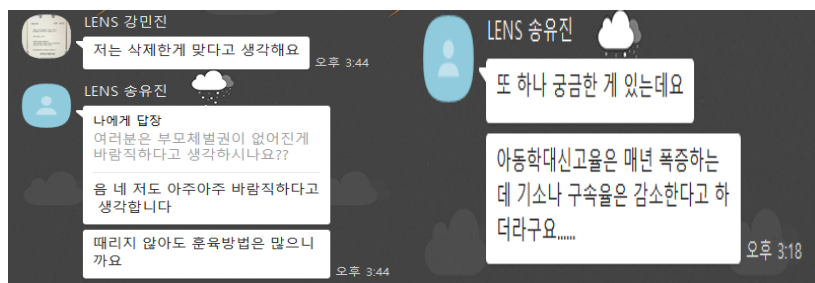 LENS 강민진
저는 삭제한게 맞다고 생각해요
오후 3:44
LENS 송유진
나에게 답장
여러분은 부모체벌권이 없어진게
바람직하다고 생각하시나요??
음 네 저도 아주아주 바람직하다고
생각합니다
때리지 않아도 훈육방법은 많으니
까요
오후 3:44
LENS 송유진
또 하나 궁금한 게 있는데요
아동학대신고율은 매년 폭증하는
데 기소나 구속율은 감소한다고 하
더라구요......
오후 3:18